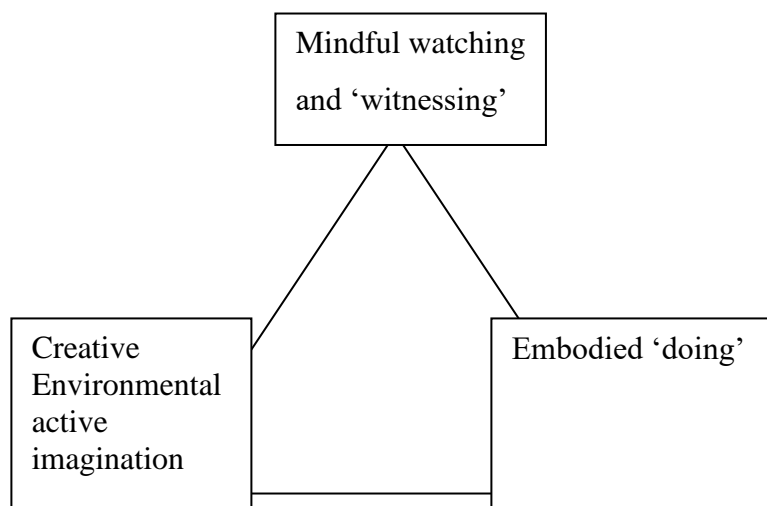 Mindful watching
and ‘witnessing’
Creative
Environmental
active
imagination
Embodied ‘doing’